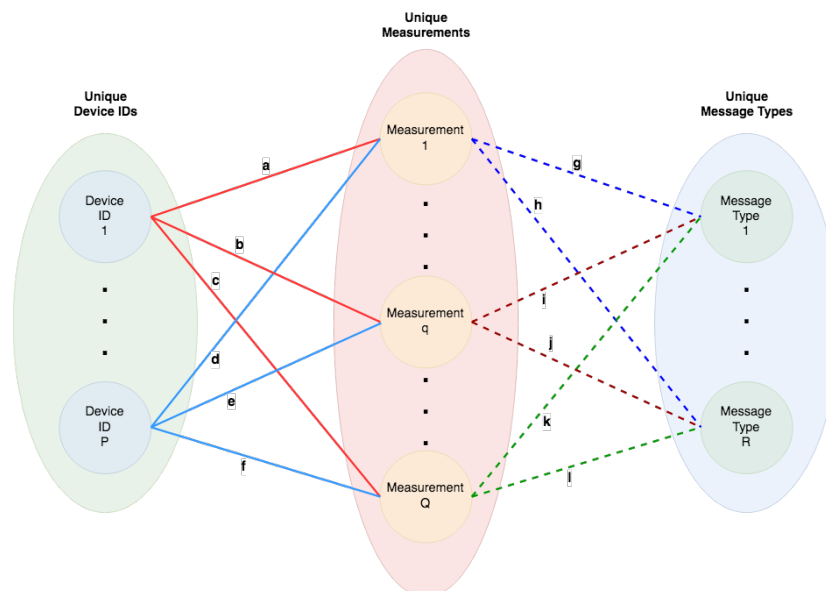 Unique
Measurements
Unique
Device IDs
Unique
Message Types
Measurement
1
a
g
Device
ID
1
h
Message
Type
1
b
c
i
Measurement
q
d
j
e
k
Device
ID
P
Message
Type
R
f
l
Measurement
Q